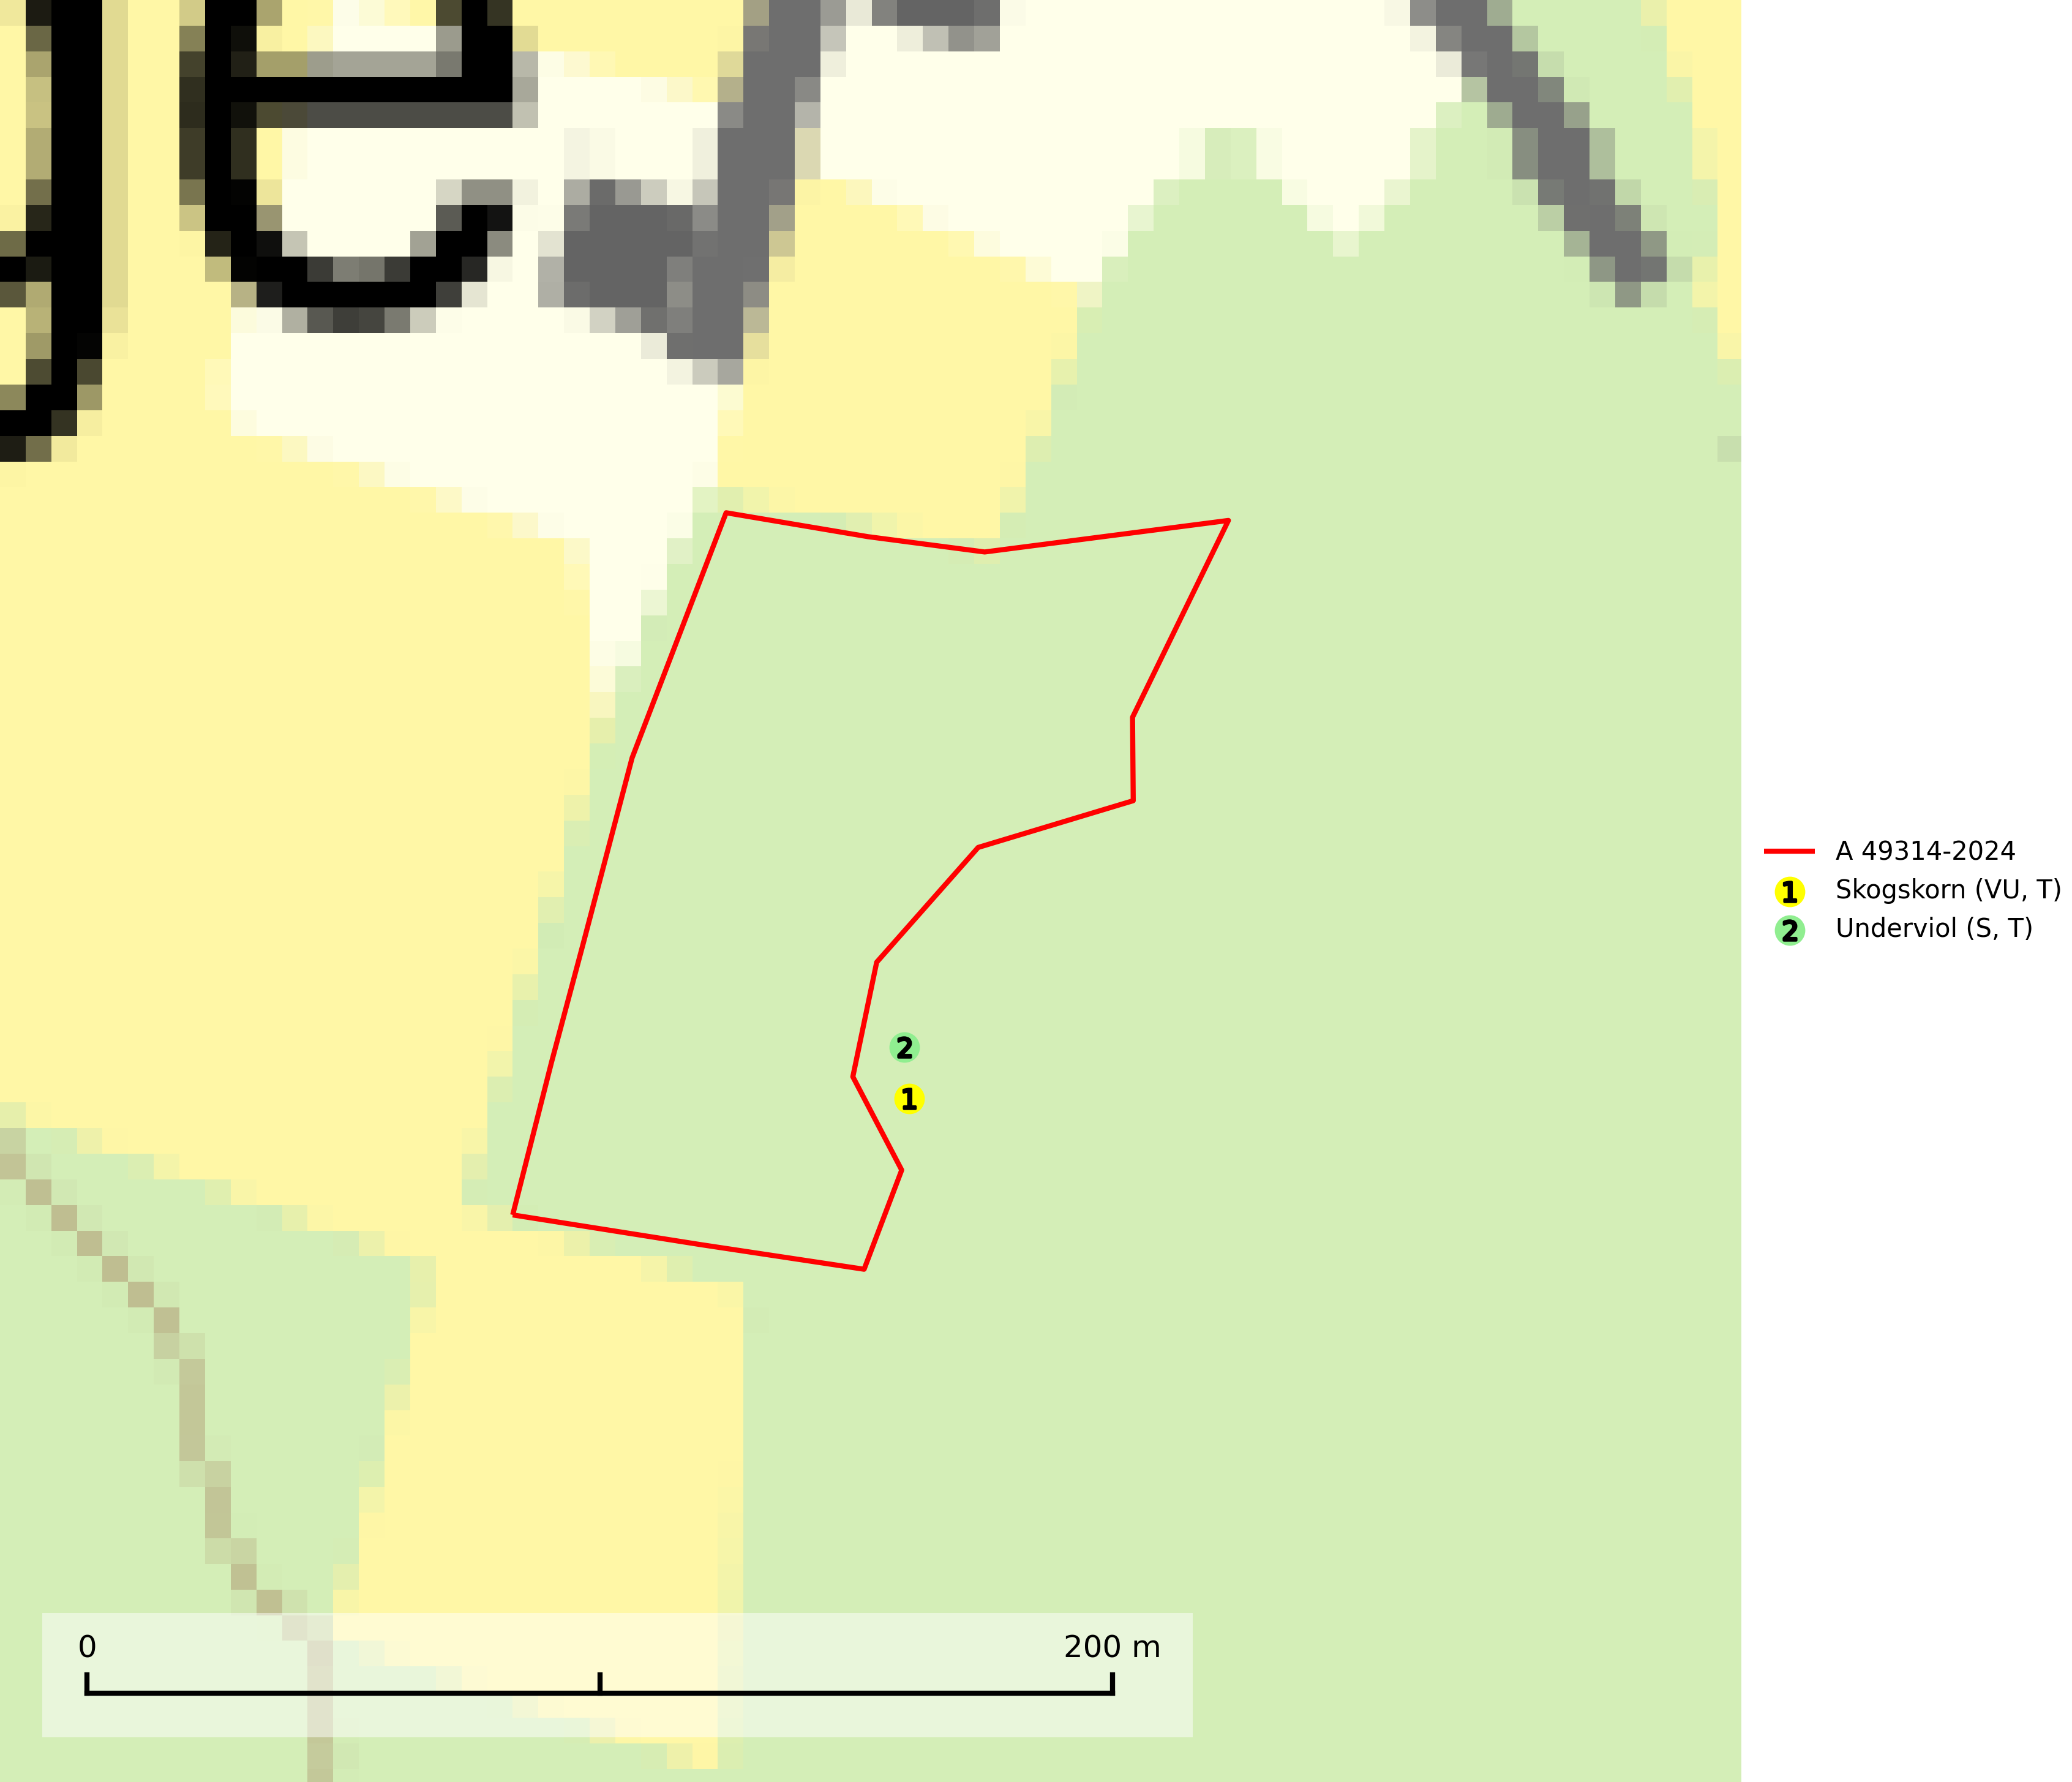 A 49314-2024
1 Skogskorn (VU, T)
2 Underviol (S, T)
2
1
0 200 m